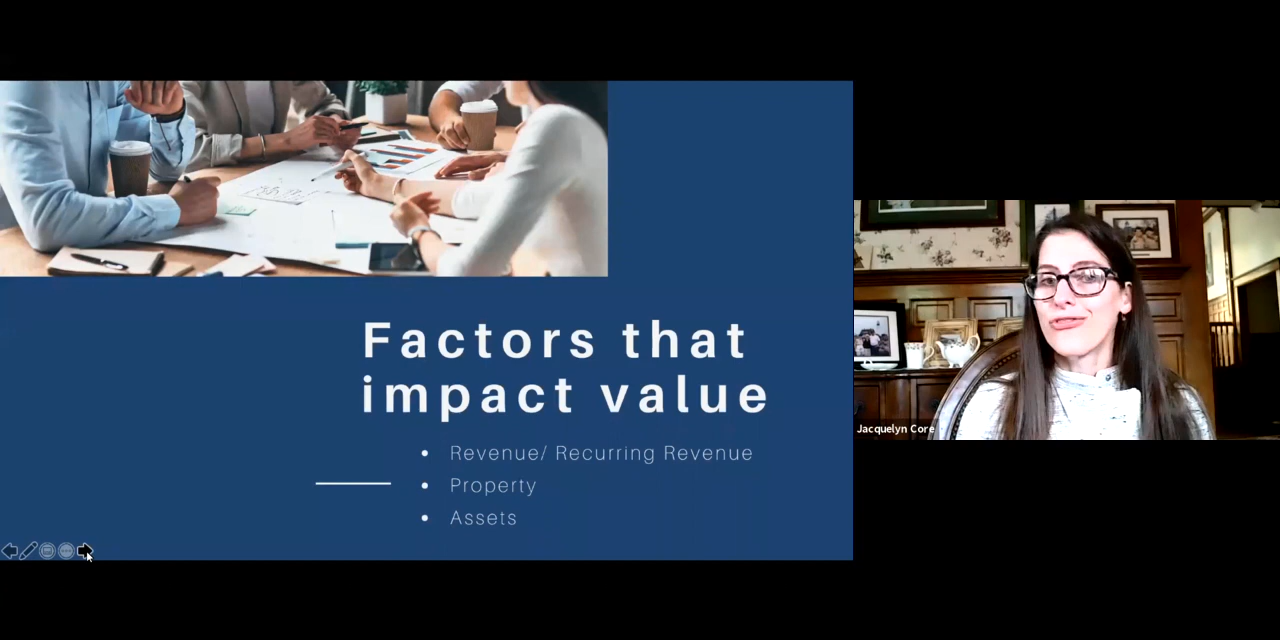 Factors that
impact value
Revenue/ Recurring Revenue
Property
Assets
Jacquelyn Core